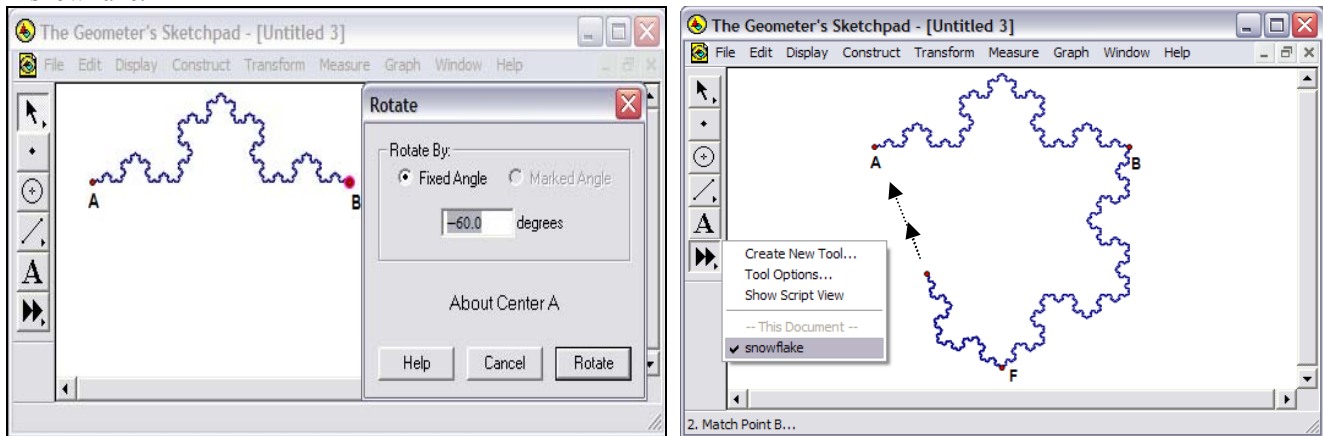 The Geometer's Sketchpad - [Untitled 3]
File Edit Display Construct Transform Measure Graph Window Help
A
B
A
Rotate
Rotate By:
Fixed Angle Marked Angle
-60.0 degrees
About Center A
Help Cancel Rotate
The Geometer's Sketchpad - [Untitled 3]
File Edit Display Construct Transform Measure Graph Window Help
A
B
A
Create New Tool...
Tool Options...
Show Script View
-- This Document --
snowflake
F
2. Match Point B...